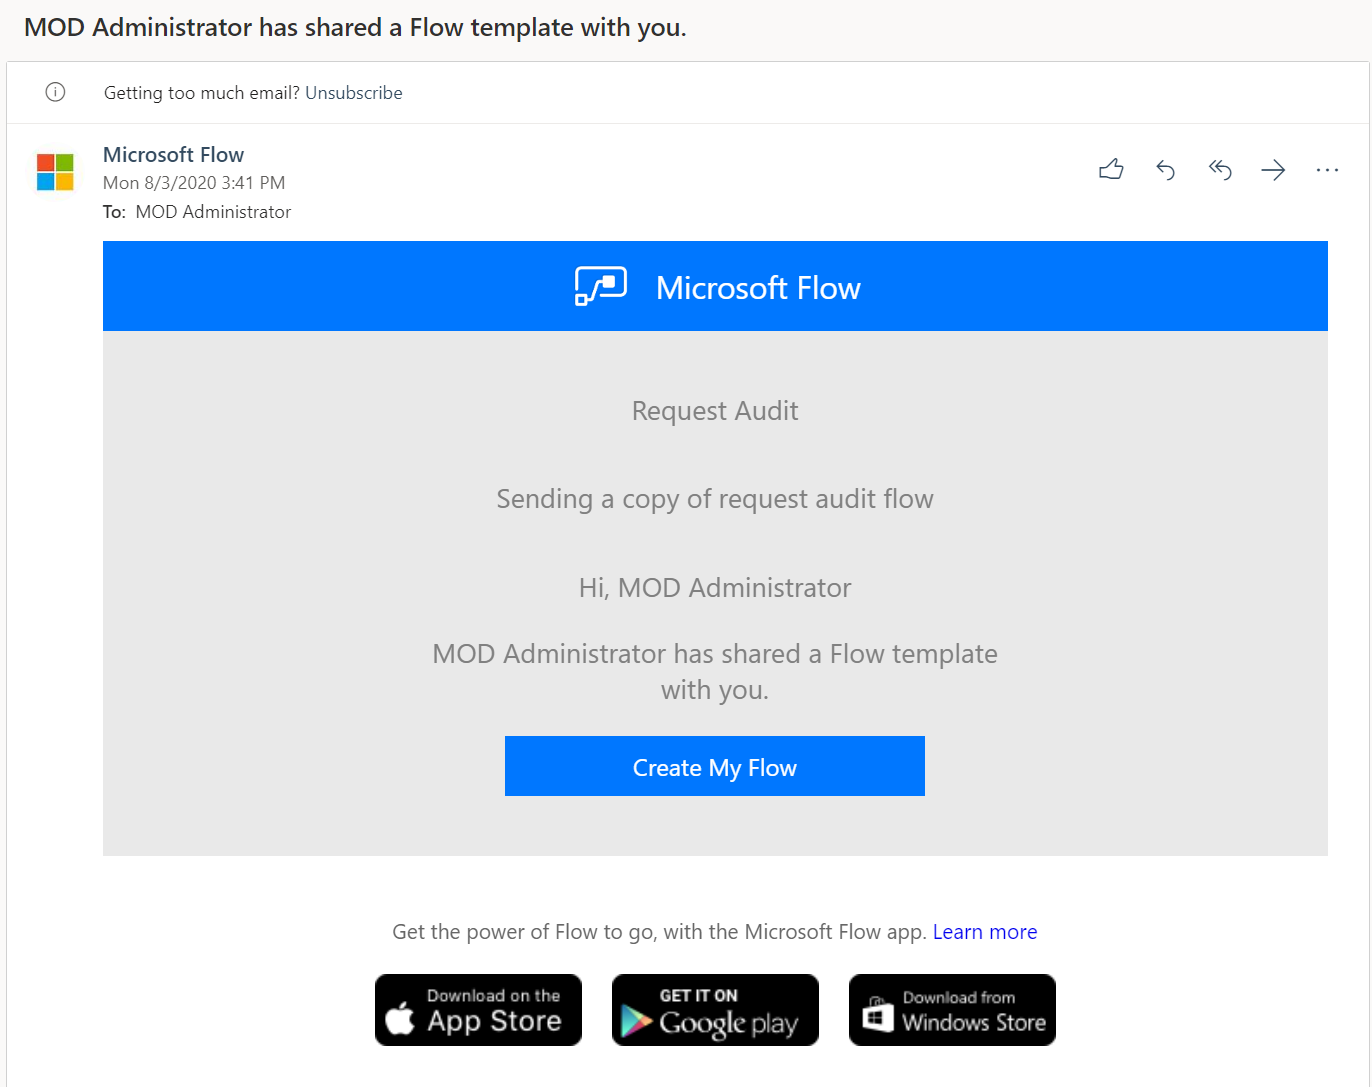 MOD Administrator has shared a Flow template with you.
Getting too much email? Unsubscribe
Microsoft Flow
Mon 8/3/2020 3:41 PM
To: MOD Administrator
Microsoft Flow
Request Audit
Sending a copy of request audit flow
Hi, MOD Administrator
MOD Administrator has shared a Flow template
with you.
Create My Flow
Get the power of Flow to go, with the Microsoft Flow app. Learn more
Download on the
App Store
GET IT ON
Google play
Download from
Windows Store